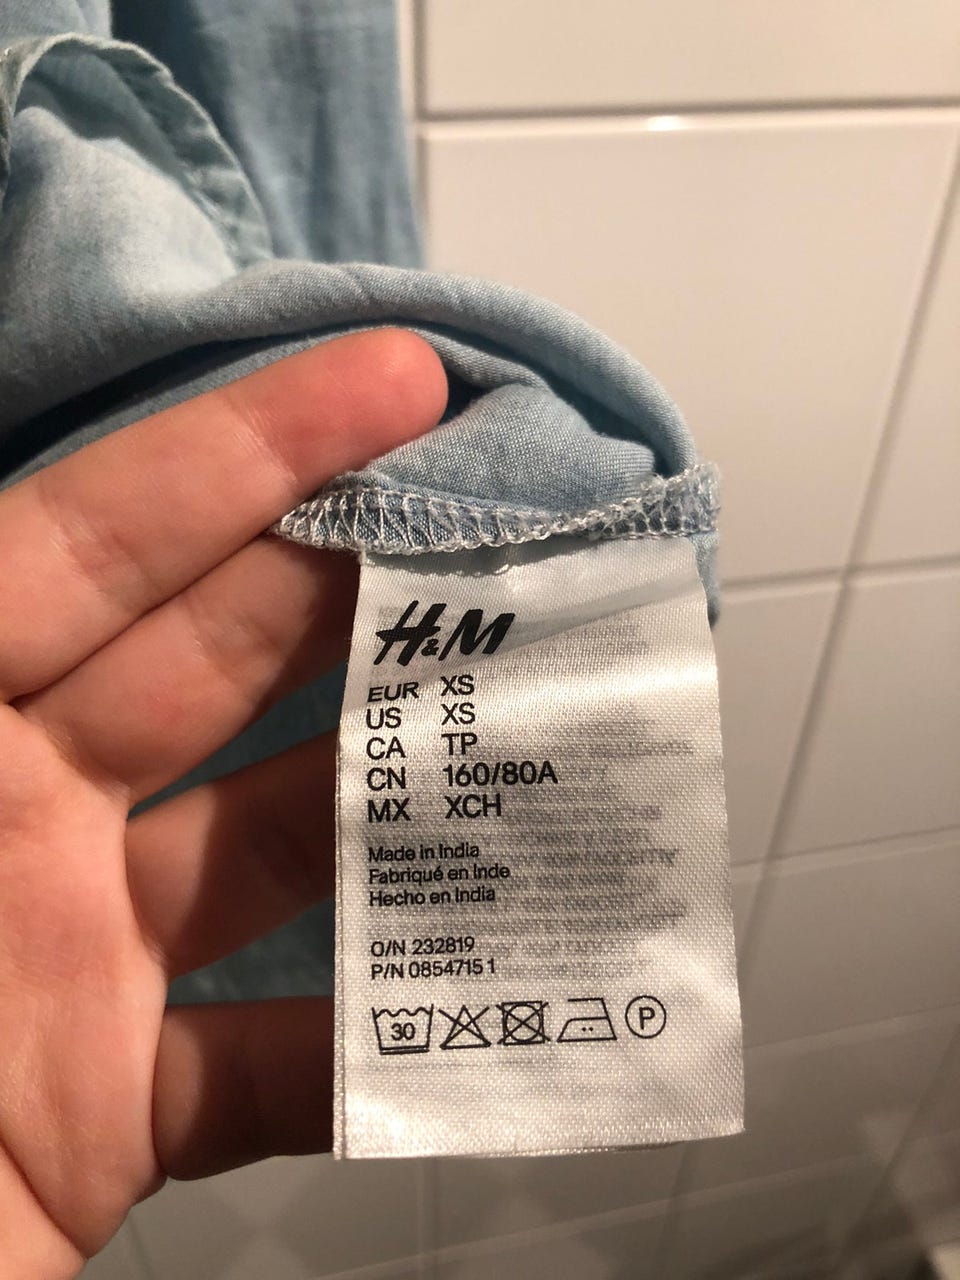 H&M
EUR XS
US XS
CA TP
CN 160/80A
MX XCH
Made in India
Fabriqué en Inde
Hecho en India
O/N 232819
P/N 0854715 1
30 P